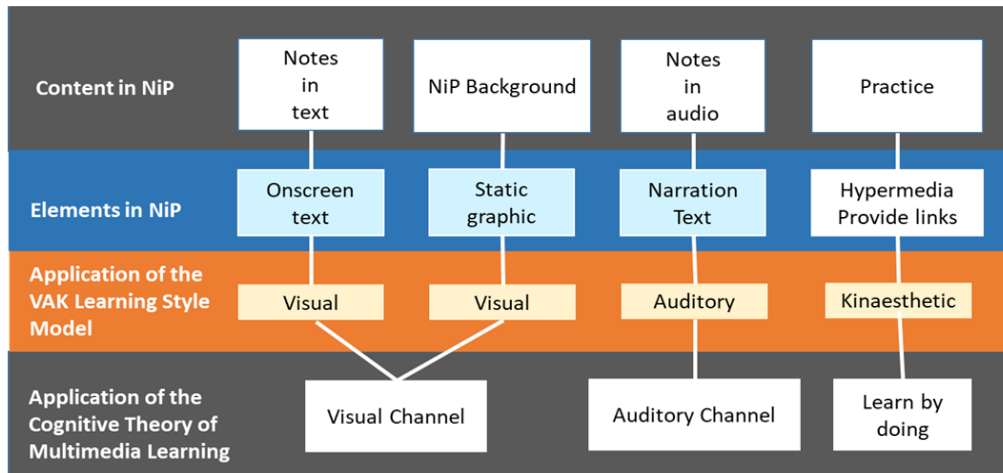 Content in NiP
Notes
in
text
NiP Background
Notes
in
audio
Practice
Elements in NiP
Onscreen
text
Static
graphic
Narration
Text
Hypermedia
Provide links
Application of the
VAK Learning Style
Model
Visual
Visual
Auditory
Kinaesthetic
Application of the
Cognitive Theory of
Multimedia Learning
Visual Channel
Auditory Channel
Learn by
doing